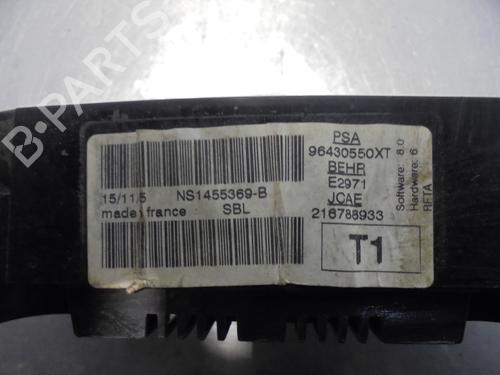 B-PARTS
15/11/5 NS1455369-B
made france SBL
PSA
96430550XT
BEHR
E2971
JCAE
216788933
T1
Software: 8.0
Hardware: 6
RFTA